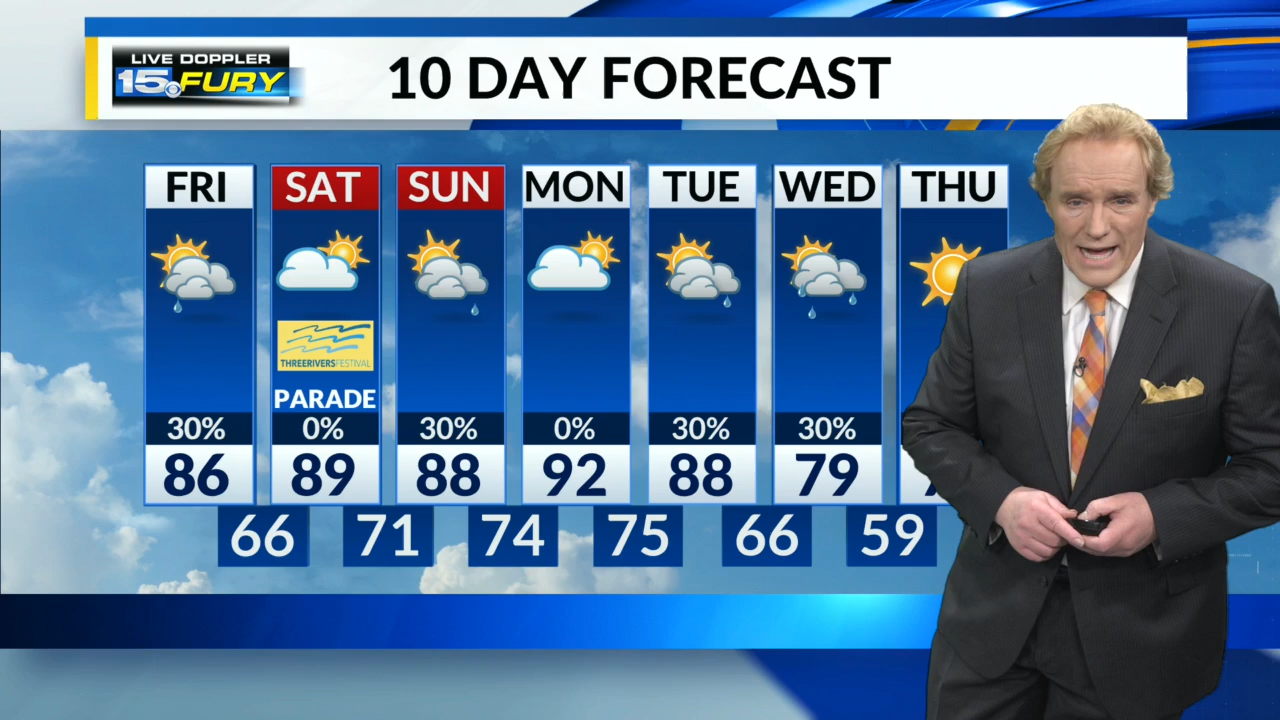 LIVE DOPPLER
15 FURY
10 DAY FORECAST
FRI SAT SUN MON TUE WED THU
THREERIVERSFESTIVAL
PARADE
30% 0% 30% 0% 30% 30%
86 89 88 92 88 79
66 71 74 75 66 59